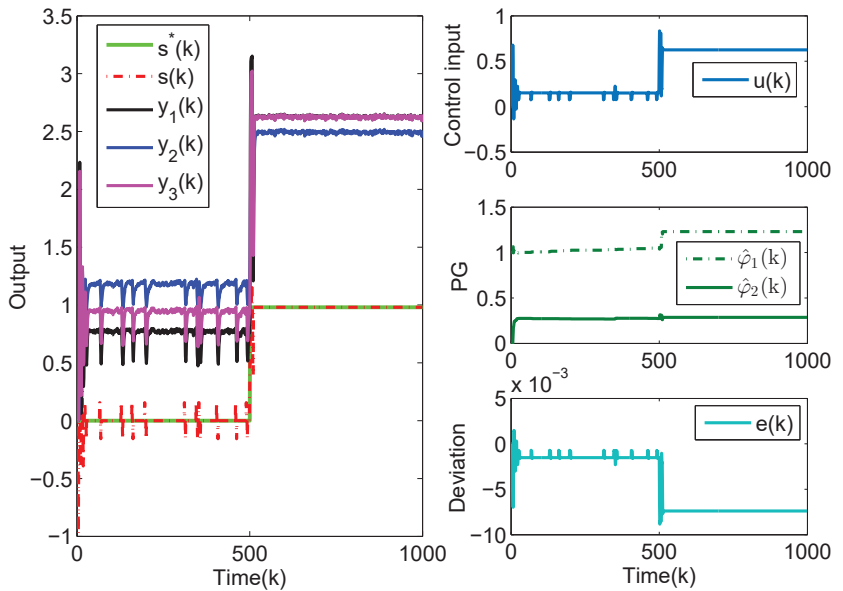 3.5
3
2.5
2
1.5
1
0.5
0
−0.5
−1
Output
0
500
1000
Time(k)
s*(k)
s(k)
y1(k)
y2(k)
y3(k)
1
0.5
0
−0.5
Control input
0
500
1000
u(k)
1.5
1
0.5
0
PG
0
500
1000
φ̂1(k)
φ̂2(k)
x 10−3
5
0
−5
−10
Deviation
0
500
1000
Time(k)
e(k)